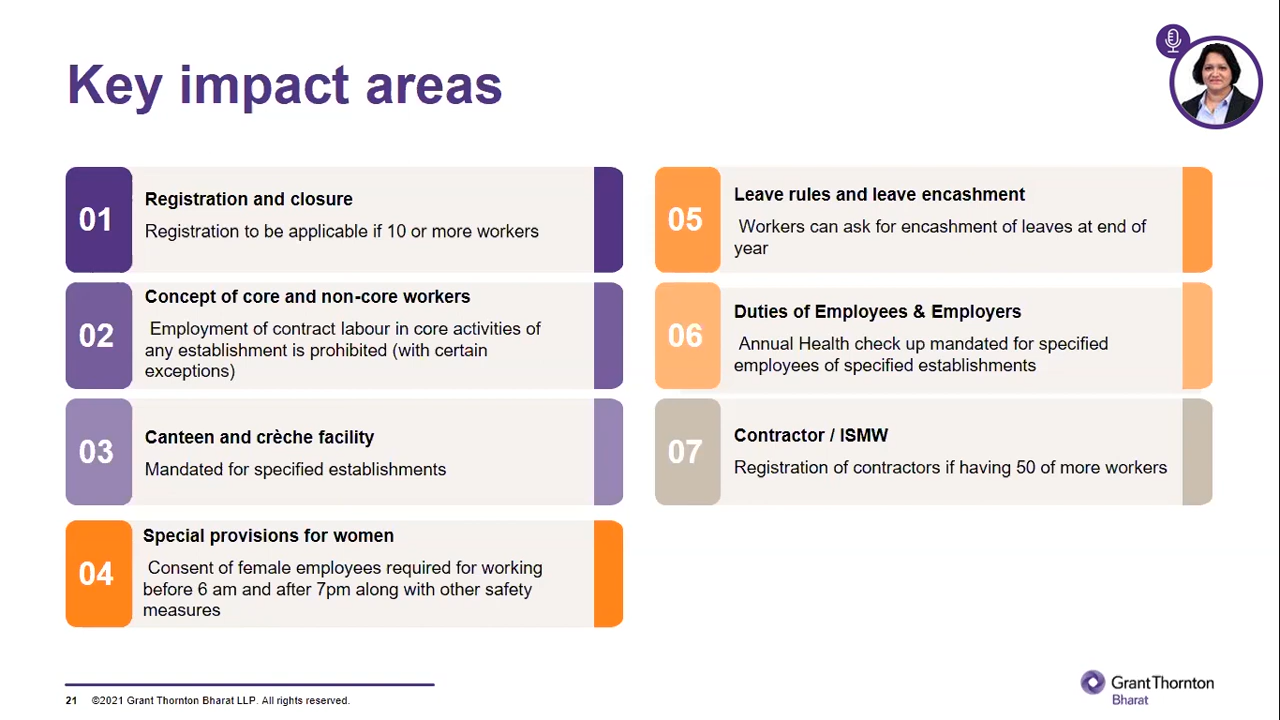 Key impact areas
01
Registration and closure
Registration to be applicable if 10 or more workers
02
Concept of core and non-core workers
Employment of contract labour in core activities of
any establishment is prohibited (with certain
exceptions)
03
Canteen and crèche facility
Mandated for specified establishments
04
Special provisions for women
Consent of female employees required for working
before 6 am and after 7pm along with other safety
measures
05
Leave rules and leave encashment
Workers can ask for encashment of leaves at end of
year
06
Duties of Employees & Employers
Annual Health check up mandated for specified
employees of specified establishments
07
Contractor / ISMW
Registration of contractors if having 50 of more workers
21 ©2021 Grant Thornton Bharat LLP. All rights reserved.
GrantThornton
Bharat